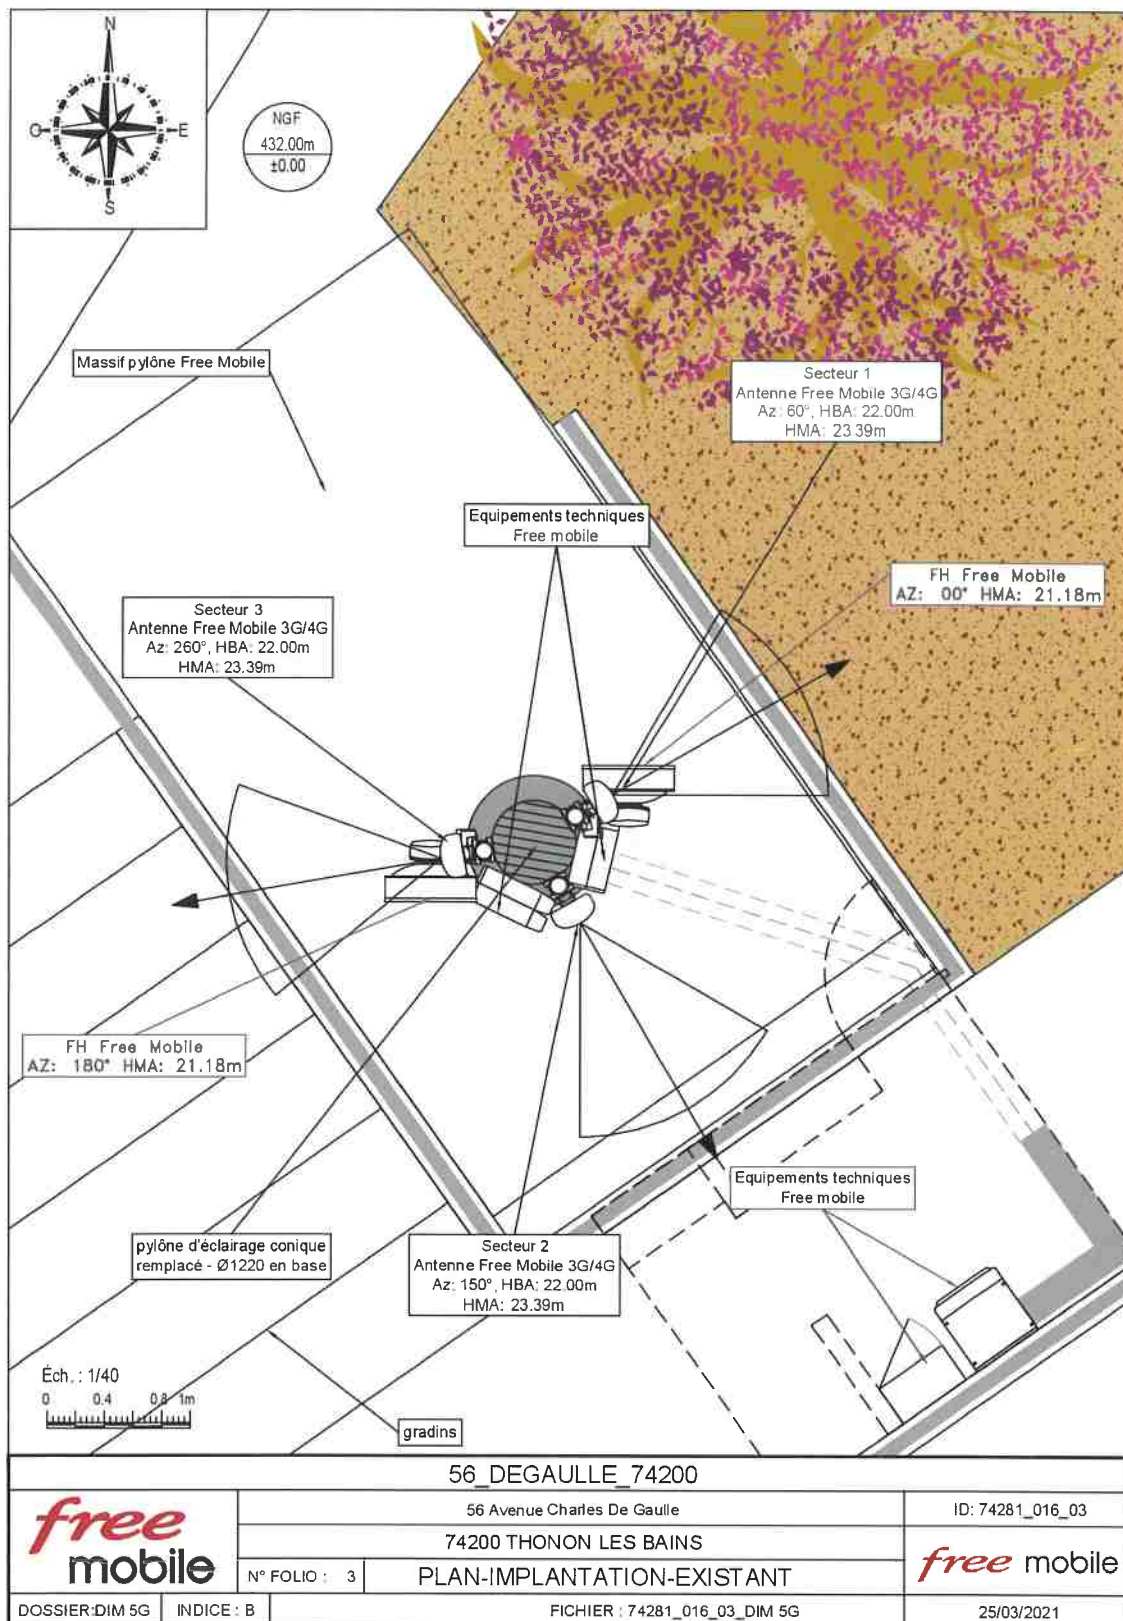 N
O
E
S
NGF
432.00m
±0.00
Massif pylône Free Mobile
Secteur 1
Antenne Free Mobile 3G/4G
Az: 60°, HBA: 22.00m
HMA: 23.39m
Equipements techniques
Free mobile
FH Free Mobile
AZ: 00° HMA: 21.18m
Secteur 3
Antenne Free Mobile 3G/4G
Az: 260°, HBA: 22.00m
HMA: 23.39m
FH Free Mobile
AZ: 180° HMA: 21.18m
Equipements techniques
Free mobile
pylône d'éclairage conique
remplacé - Ø1220 en base
Secteur 2
Antenne Free Mobile 3G/4G
Az: 150°, HBA: 22.00m
HMA: 23.39m
Éch. : 1/40
0 0.4 0.8 1m
gradins
56_DEGAULLE_74200
free
mobile
56 Avenue Charles De Gaulle
ID: 74281_016_03
74200 THONON LES BAINS
N° FOLIO : 3
PLAN-IMPLANTATION-EXISTANT
free mobile
DOSSIER:DIM 5G
INDICE : B
FICHIER : 74281_016_03_DIM 5G
25/03/2021